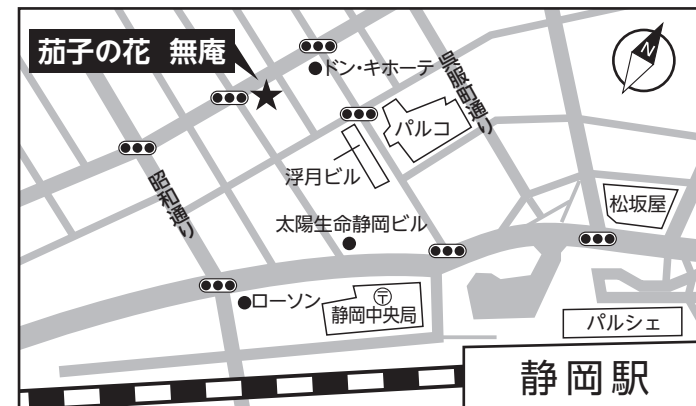 茄子の花 無庵
ドン・キホーテ
N
呉服町通り
パルコ
浮月ビル
昭和通り
松坂屋
太陽生命静岡ビル
ローソン
〒
静岡中央局
パルシェ
静岡駅